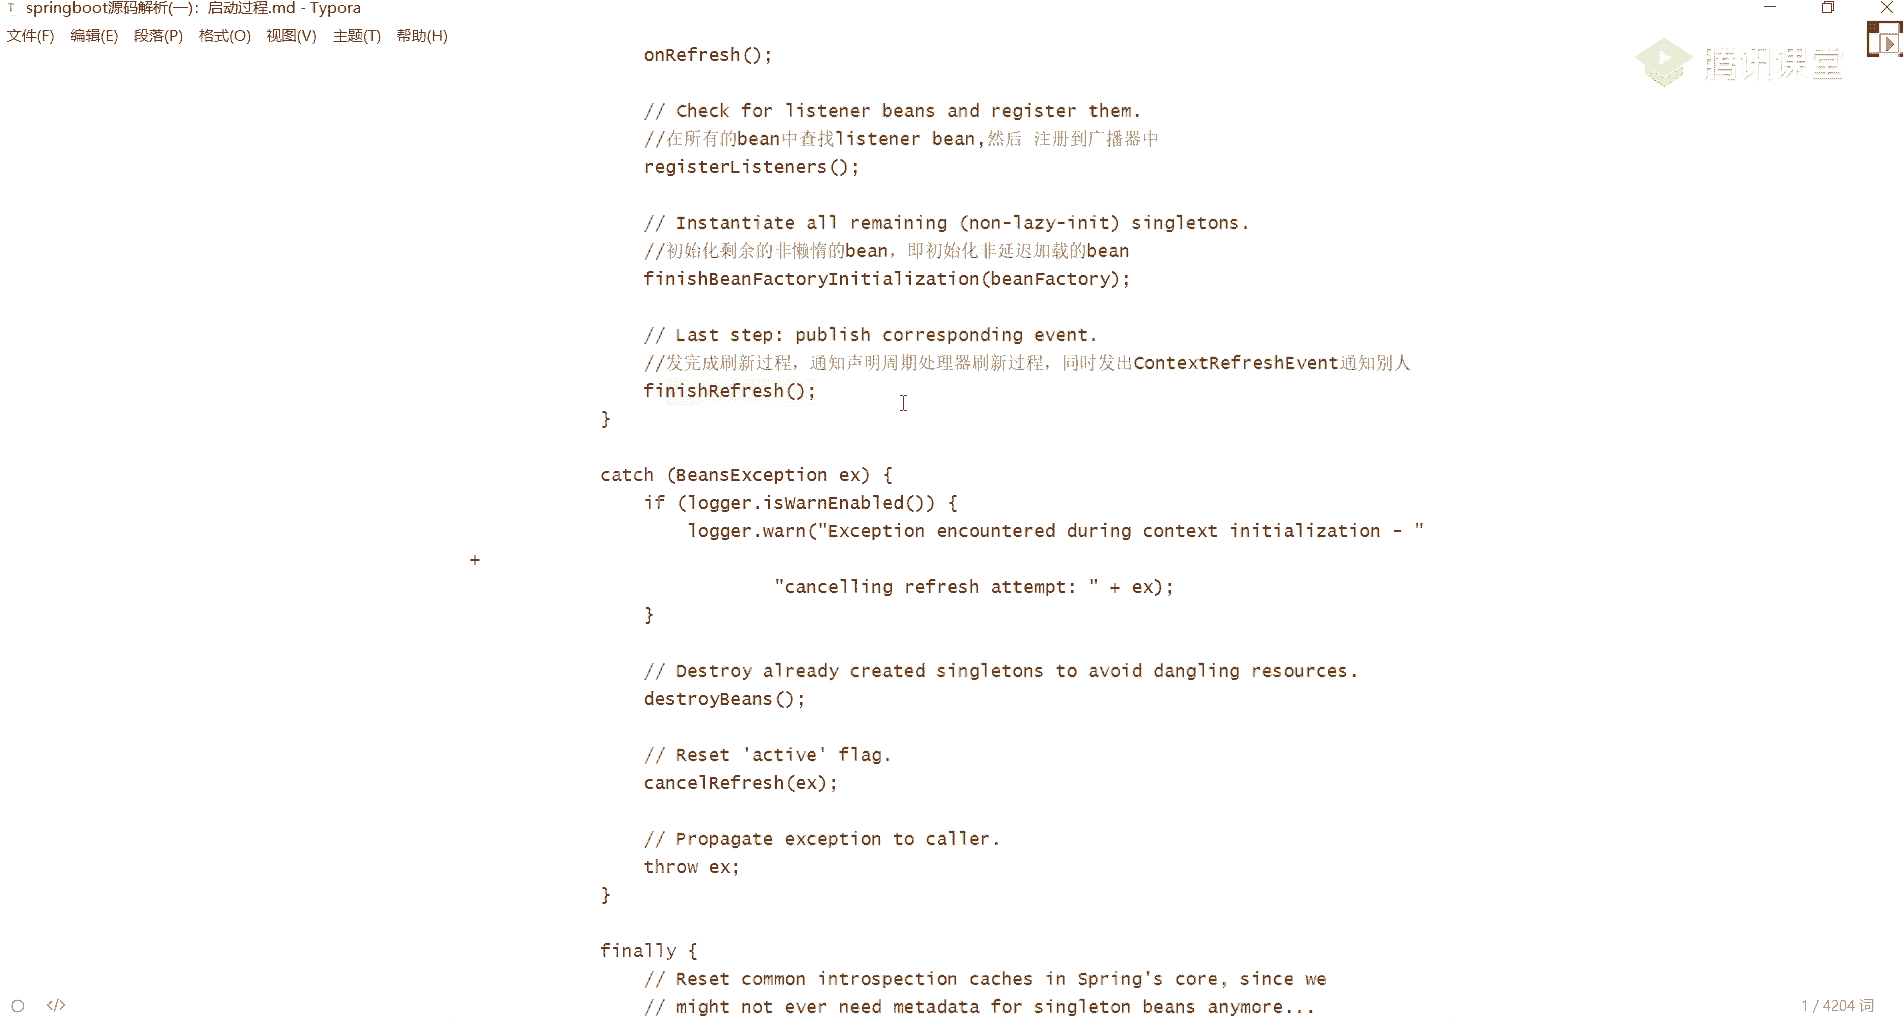 springboot源码解析(一)：启动过程.md - Typora
文件(F) 编辑(E) 段落(P) 格式(O) 视图(V) 主题(T) 帮助(H)
腾讯课堂
onRefresh();
// Check for listener beans and register them.
//在所有的bean中查找listener bean,然后 注册到广播器中
registerListeners();
// Instantiate all remaining (non-lazy-init) singletons.
//初始化剩余的非懒惰的bean，即初始化非延迟加载的bean
finishBeanFactoryInitialization(beanFactory);
// Last step: publish corresponding event.
//发完成刷新过程，通知声明周期处理器刷新过程，同时发出ContextRefreshEvent通知别人
finishRefresh();
}
catch (BeansException ex) {
if (logger.isWarnEnabled()) {
logger.warn("Exception encountered during context initialization - "
+
"cancelling refresh attempt: " + ex);
}
// Destroy already created singletons to avoid dangling resources.
destroyBeans();
// Reset 'active' flag.
cancelRefresh(ex);
// Propagate exception to caller.
throw ex;
}
finally {
// Reset common introspection caches in Spring's core, since we
// might not ever need metadata for singleton beans anymore...
</> 1 / 4204 词